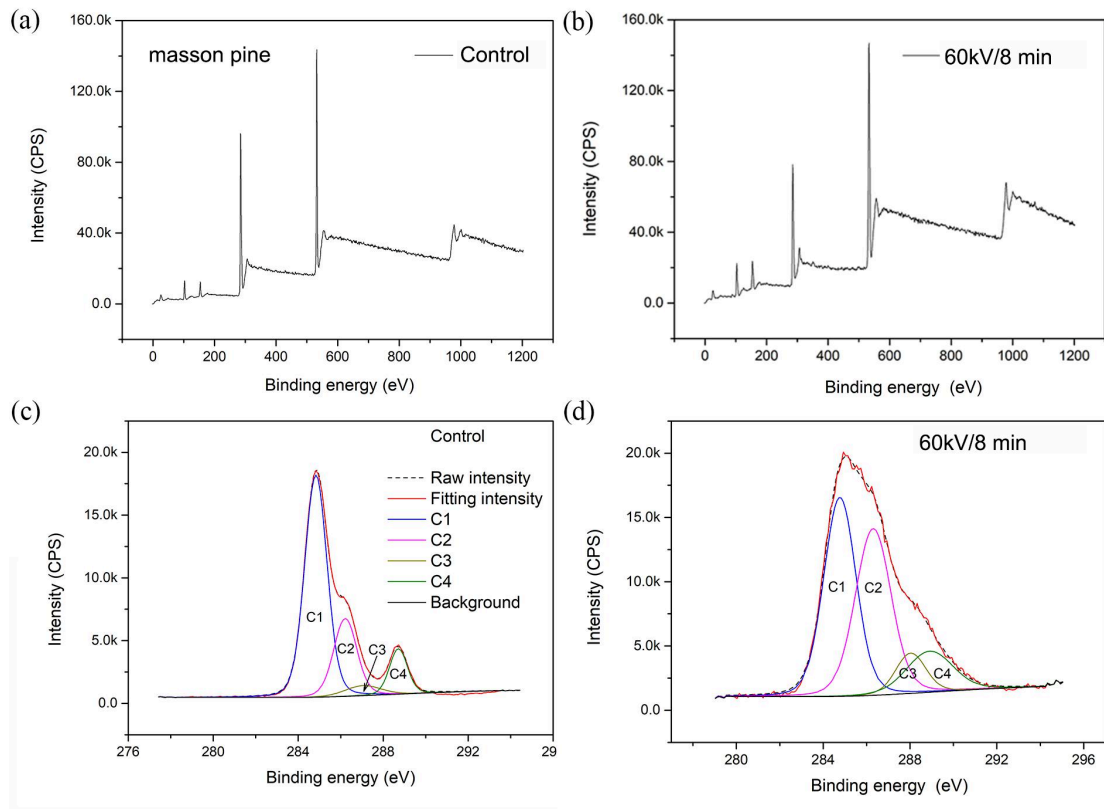 (a)
160.0k
120.0k
80.0k
40.0k
0.0
Intensity (CPS)
masson pine
Control
0 200 400 600 800 1000 1200
Binding energy (eV)
(b)
160.0k
120.0k
80.0k
40.0k
0.0
Intensity (CPS)
60kV/8 min
0 200 400 600 800 1000 1200
Binding energy (eV)
(c)
20.0k
15.0k
10.0k
5.0k
0.0
Intensity (CPS)
Control
Raw intensity
Fitting intensity
C1
C2
C3
C4
Background
C1
C2
C3
C4
276 280 284 288 292 29
Binding energy (eV)
(d)
20.0k
15.0k
10.0k
5.0k
0.0
Intensity (CPS)
60kV/8 min
C1
C2
C3
C4
280 284 288 292 296
Binding energy (eV)